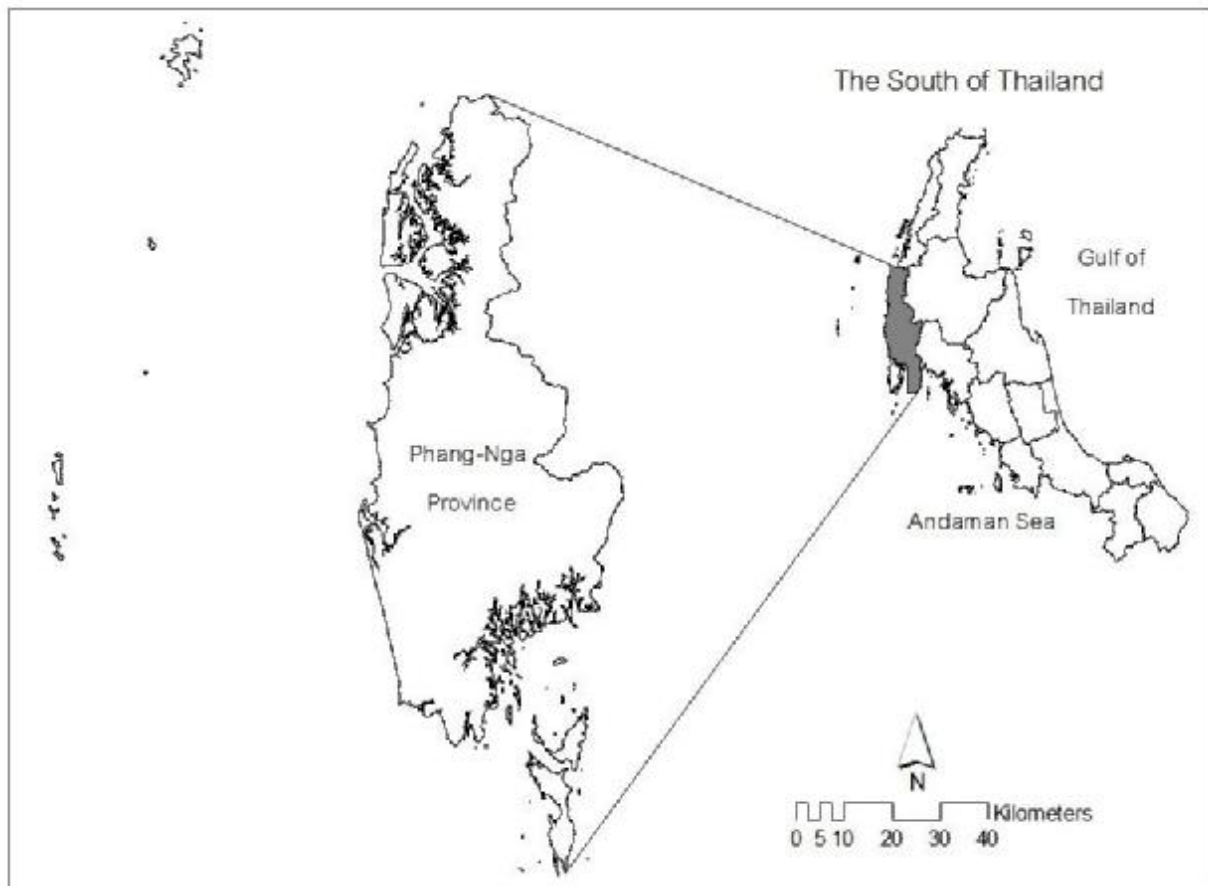 The South of Thailand
Gulf of
Thailand
Phang-Nga
Province
Andaman Sea
N
Kilometers
0 5 10 20 30 40